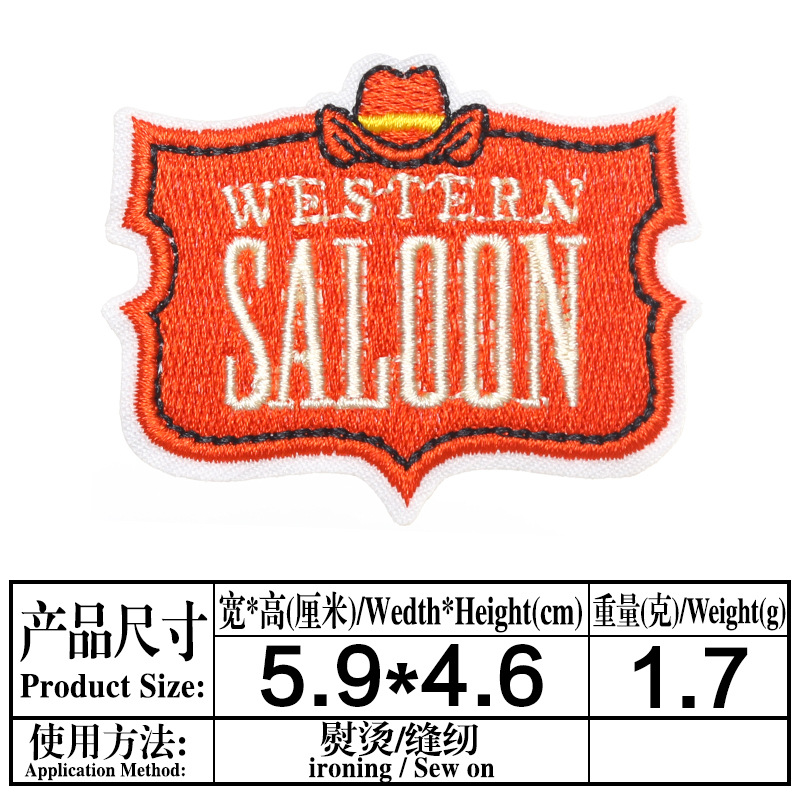 WESTERN
SALOON
产品尺寸
Product Size:
宽*高(厘米)/Wedth*Height(cm)
5.9*4.6
重量(克)/Weight(g)
1.7
使用方法:
Application Method:
熨烫/缝纫
ironing / Sew on